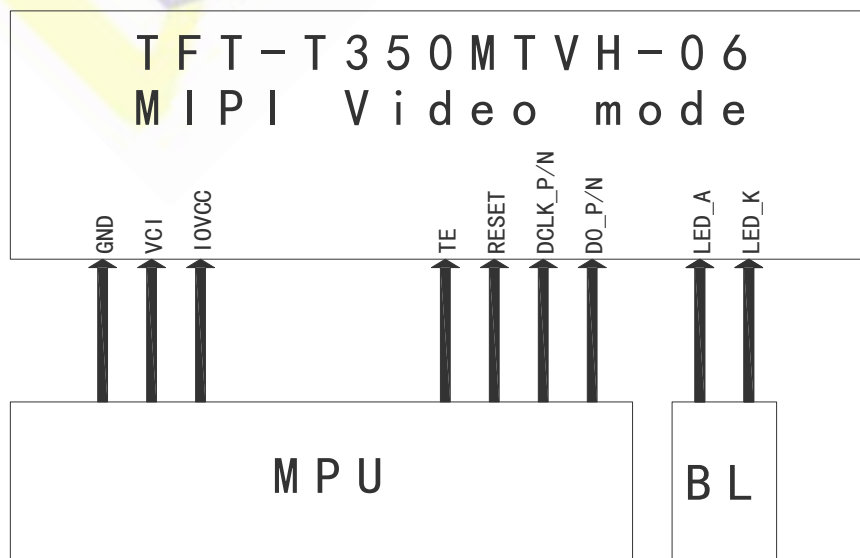 TFT-T350MTVH-06
MIPI Video mode
GND
VCI
IOVCC
TE
RESET
DCLK_P/N
D0_P/N
LED_A
LED_K
MPU
BL